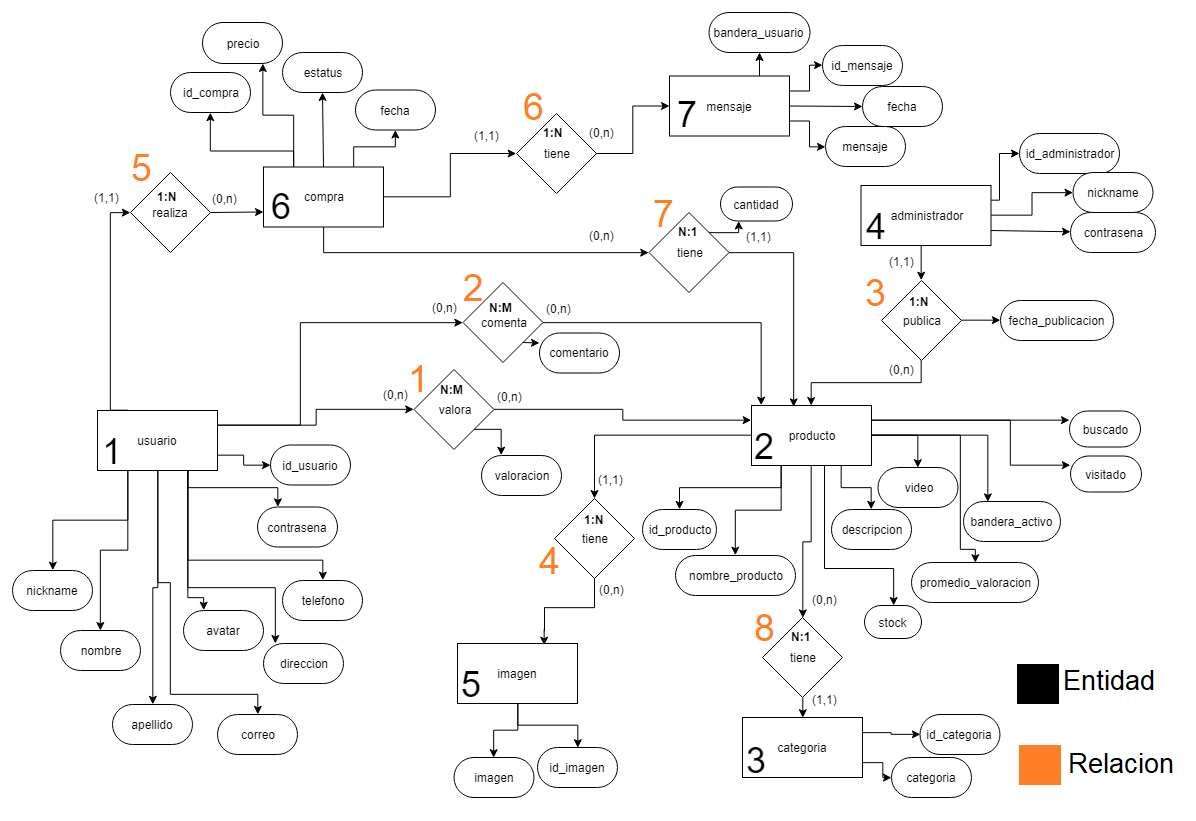 bandera_usuario
precio
id_mensaje
estatus
id_compra
fecha
6
7
mensaje
fecha
1:N
(1,1)
(0,n)
tiene
mensaje
id_administrador
5
nickname
1:N
(1,1)
(0,n)
realiza
6
compra
cantidad
7
4
administrador
contrasena
N:1
(0,n)
(1,1)
tiene
(1,1)
2
3
N:M
1:N
(0,n)
(0,n)
comenta
publica
fecha_publicacion
comentario
(0,n)
1
N:M
(0,n)
(0,n)
valora
buscado
1
usuario
2
producto
id_usuario
valoracion
visitado
(1,1)
video
contrasena
1:N
tiene
id_producto
descripcion
bandera_activo
4
nombre_producto
promedio_valoracion
nickname
(0,n)
telefono
(0,n)
avatar
8
N:1
stock
nombre
tiene
direccion
5
imagen
Entidad
(1,1)
apellido
correo
3
categoria
id_categoria
imagen
id_imagen
categoria
Relacion